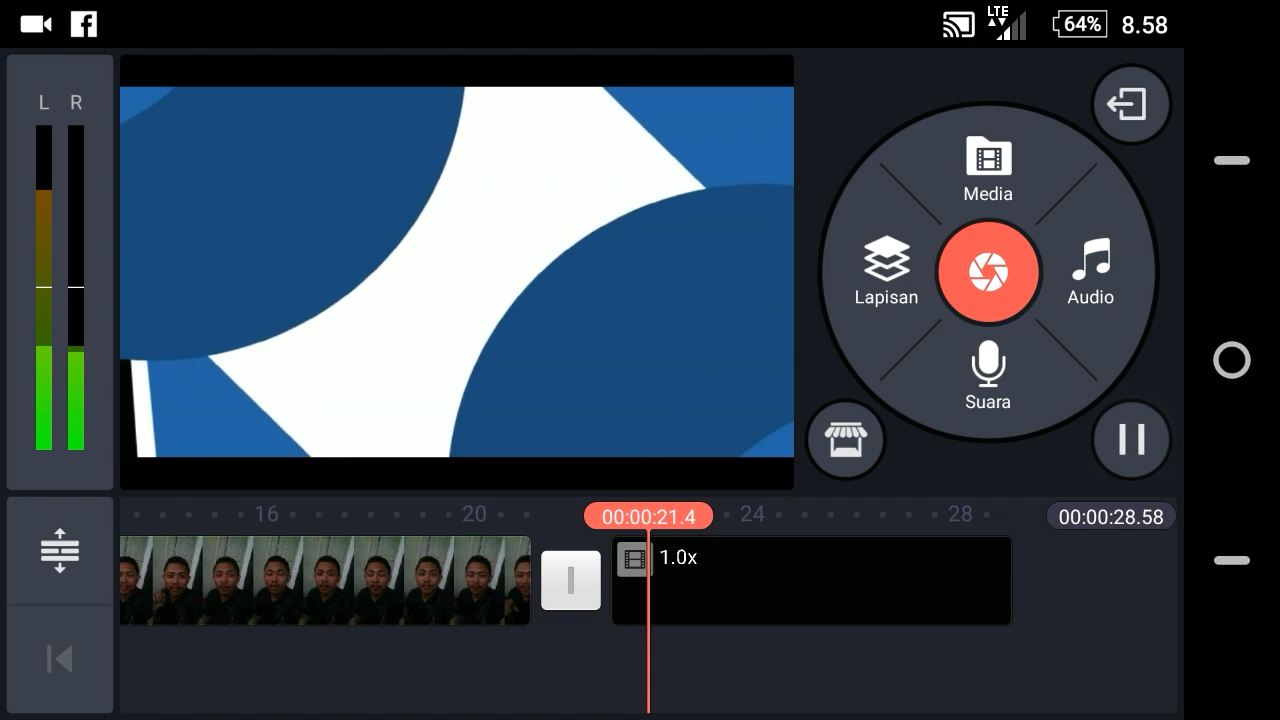 LTE
64%
8.58
L R
Media
Lapisan
Audio
Suara
16
20
00:00:21.4
24
28
00:00:28.58
1.0x